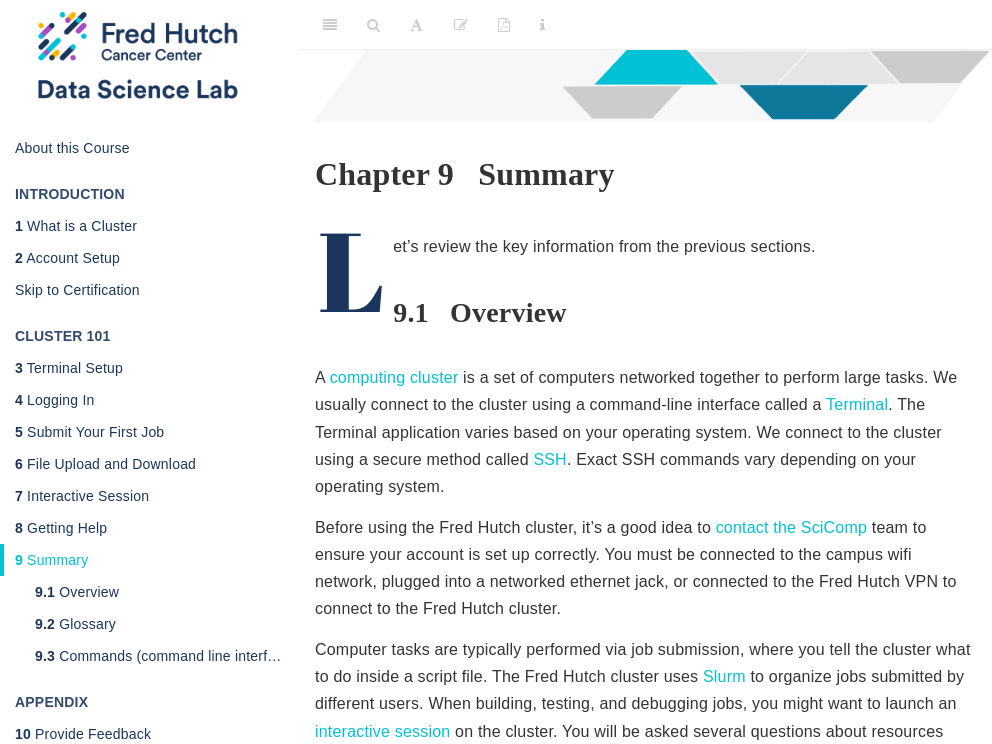 Fred Hutch
Cancer Center
Data Science Lab
About this Course
INTRODUCTION
1 What is a Cluster
2 Account Setup
Skip to Certification
CLUSTER 101
3 Terminal Setup
4 Logging In
5 Submit Your First Job
6 File Upload and Download
7 Interactive Session
8 Getting Help
9 Summary
9.1 Overview
9.2 Glossary
9.3 Commands (command line interf…
APPENDIX
10 Provide Feedback
Chapter 9 Summary
Let’s review the key information from the previous sections.
9.1 Overview
A computing cluster is a set of computers networked together to perform large tasks. We
usually connect to the cluster using a command-line interface called a Terminal. The
Terminal application varies based on your operating system. We connect to the cluster
using a secure method called SSH. Exact SSH commands vary depending on your
operating system.
Before using the Fred Hutch cluster, it’s a good idea to contact the SciComp team to
ensure your account is set up correctly. You must be connected to the campus wifi
network, plugged into a networked ethernet jack, or connected to the Fred Hutch VPN to
connect to the Fred Hutch cluster.
Computer tasks are typically performed via job submission, where you tell the cluster what
to do inside a script file. The Fred Hutch cluster uses Slurm to organize jobs submitted by
different users. When building, testing, and debugging jobs, you might want to launch an
interactive session on the cluster. You will be asked several questions about resources